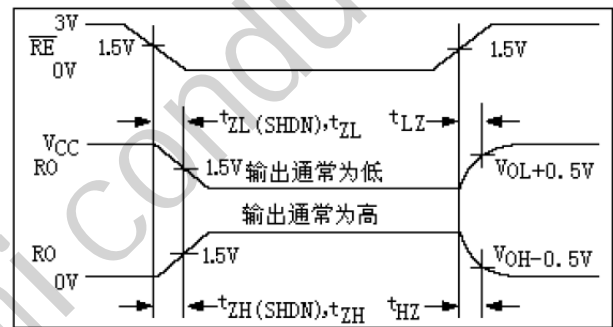 3V
RE 1.5V 1.5V
0V
tZL(SHDN),tZL tLZ
VCC
RO 1.5V 输出通常为低 VOL+0.5V
输出通常为高
RO 1.5V VOH-0.5V
0V
tZH(SHDN),tZH tHZ